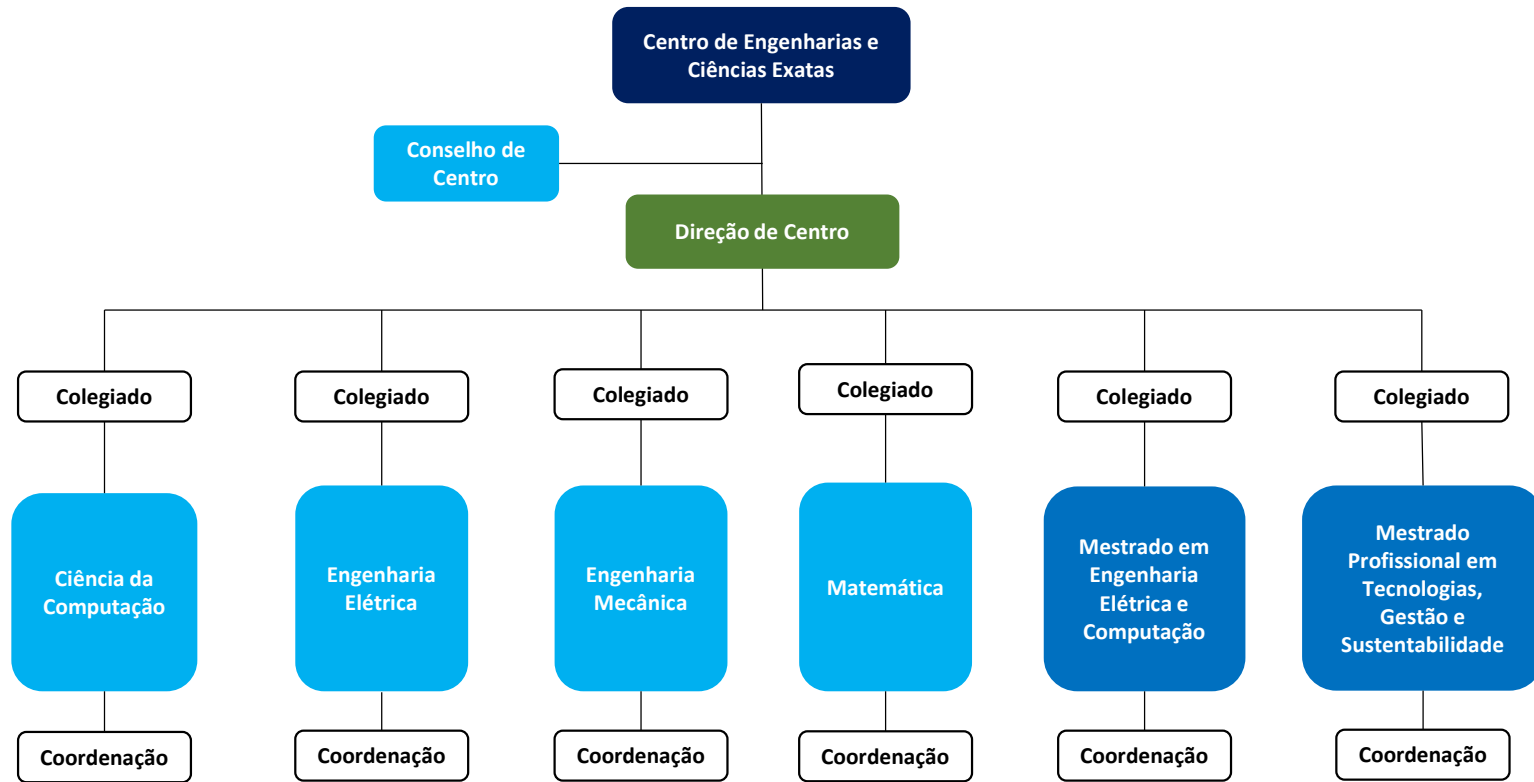 Centro de Engenharias e
Ciências Exatas
Conselho de
Centro
Direção de Centro
Colegiado
Colegiado
Colegiado
Colegiado
Colegiado
Colegiado
Ciência da
Computação
Engenharia
Elétrica
Engenharia
Mecânica
Matemática
Mestrado em
Engenharia
Elétrica e
Computação
Mestrado
Profissional em
Tecnologias,
Gestão e
Sustentabilidade
Coordenação
Coordenação
Coordenação
Coordenação
Coordenação
Coordenação